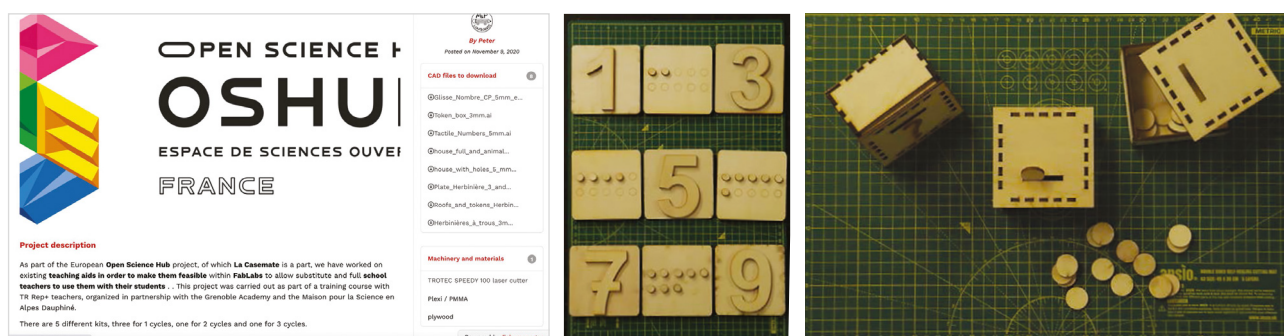 OPEN SCIENCE H
OSHU
ESPACE DE SCIENCES OUVE
FRANCE
Project description
As part of the European Open Science Hub project, of which La Casemate is a part, we have worked on
existing teaching aids in order to make them feasible within FabLabs to allow substitute and full school
teachers to use them with their students . . This project was carried out as part of a training course with
TR Rep+ teachers, organized in partnership with the Grenoble Academy and the Maison pour la Science en
Alpes Dauphiné.
There are 5 different kits, three for 1 cycles, one for 2 cycles and one for 3 cycles.
By Peter
Posted on November 9, 2020
CAD files to download
Glisse_Nombre_CP_5mm_e...
Token_box_3mm.ai
Tactile_Numbers_5mm.ai
house_full_and_animal...
house_with_holes_5_mm...
Plate_Herbinière_3_and...
Roofs_and_tokens_Herbin...
Herbinières_à_trous_3m...
Machinery and materials
TROTEC SPEEDY 100 laser cutter
Plexi / PMMA
plywood
1
3
5
7
9
METRIC